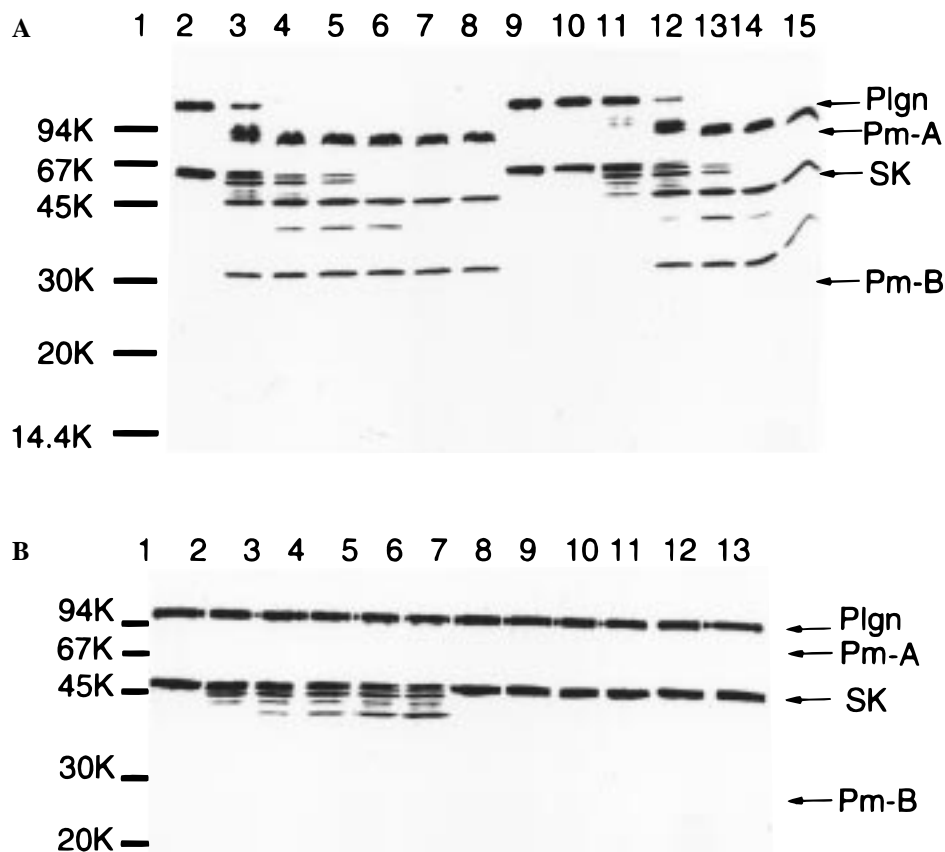 A 1 2 3 4 5 6 7 8 9 10 11 12 13 14 15
Plgn
94K
Pm-A
67K
SK
45K
30K
Pm-B
20K
14.4K
B 1 2 3 4 5 6 7 8 9 10 11 12 13
94K
Plgn
67K
Pm-A
45K
SK
30K
Pm-B
20K